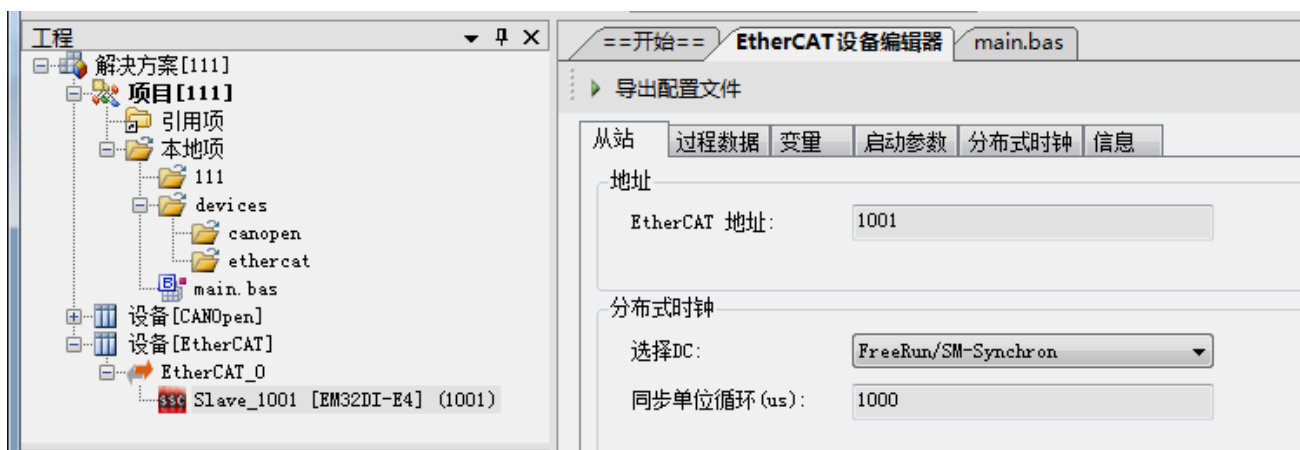 工程
解决方案[111]
项目[111]
引用项
本地项
111
devices
canopen
ethercat
main.bas
设备[CANOpen]
设备[EtherCAT]
EtherCAT_0
Slave_1001 [EM32DI-E4] (1001)
==开始== EtherCAT设备编辑器 main.bas
导出配置文件
从站 过程数据 变量 启动参数 分布式时钟 信息
地址
EtherCAT 地址: 1001
分布式时钟
选择DC: FreeRun/SM-Synchron
同步单位循环(us): 1000